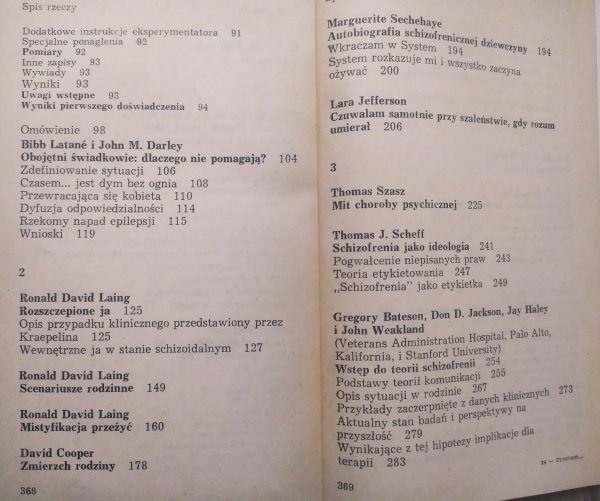 Spis rzeczy
Dodatkowe instrukcje eksperymentatora 91
Specjalne ponaglenia 92
Pomiary 92
Inne zapisy 93
Wywiady 93
Wyniki 93
Uwagi wstępne 93
Wyniki pierwszego doświadczenia 94
Omówienie 98
Bibb Latané i John M. Darley
Obojętni świadkowie: dlaczego nie pomagają? 104
Zdefiniowanie sytuacji 106
Czasem... jest dym bez ognia 108
Przewracająca się kobieta 110
Dyfuzja odpowiedzialności 114
Rzekomy napad epilepsji 115
Wnioski 119
2
Ronald David Laing
Rozszczepione ja 125
Opis przypadku klinicznego przedstawiony przez
Kraepelina 125
Wewnętrzne ja w stanie schizoidalnym 127
Ronald David Laing
Scenariusze rodzinne 149
Ronald David Laing
Mistyfikacja przeżyć 160
David Cooper
Zmierzch rodziny 178
368
Marguerite Sechehaye
Autobiografia schizofrenicznej dziewczyny 194
Wkraczam w System 194
System rozkazuje mi i wszystko zaczyna
ożywać 200
Lara Jefferson
Czuwałam samotnie przy szaleństwie, gdy rozum
umierał 206
3
Thomas Szasz
Mit choroby psychicznej 225
Thomas J. Scheff
Schizofrenia jako ideologia 241
Pogwałcenie niepisanych praw 243
Teoria etykietowania 247
„Schizofrenia" jako etykietka 249
Gregory Bateson, Don D. Jackson, Jay Haley
i John Weakland
(Veterans Administration Hospital, Palo Alto,
Kalifornia, i Stanford University)
Wstęp do teorii schizofrenii 254
Podstawy teorii komunikacji 255
Opis sytuacji w rodzinie 267
Przykłady zaczerpnięte z danych klinicznych 273
Aktualny stan badań i perspektywy na
przyszłość 279
Wynikające z tej hipotezy implikacje dla
terapii 283
24 — Przełom...
369